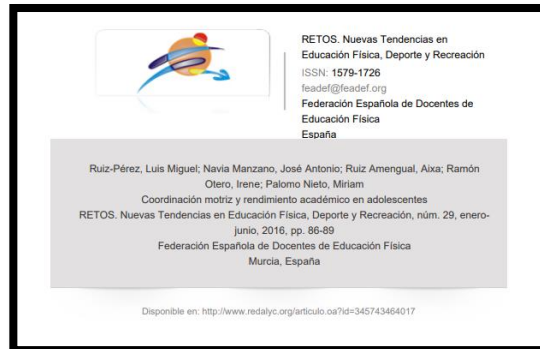 RETOS. Nuevas Tendencias en
Educación Física, Deporte y Recreación
ISSN: 1579-1726
feadef@feadef.org
Federación Española de Docentes de
Educación Física
España
Ruiz-Pérez, Luis Miguel; Navia Manzano, José Antonio; Ruiz Amengual, Aixa; Ramón
Otero, Irene; Palomo Nieto, Miriam
Coordinación motriz y rendimiento académico en adolescentes
RETOS. Nuevas Tendencias en Educación Física, Deporte y Recreación, núm. 29, enero-
junio, 2016, pp. 86-89
Federación Española de Docentes de Educación Física
Murcia, España
Disponible en: http://www.redalyc.org/articulo.oa?id=345743464017